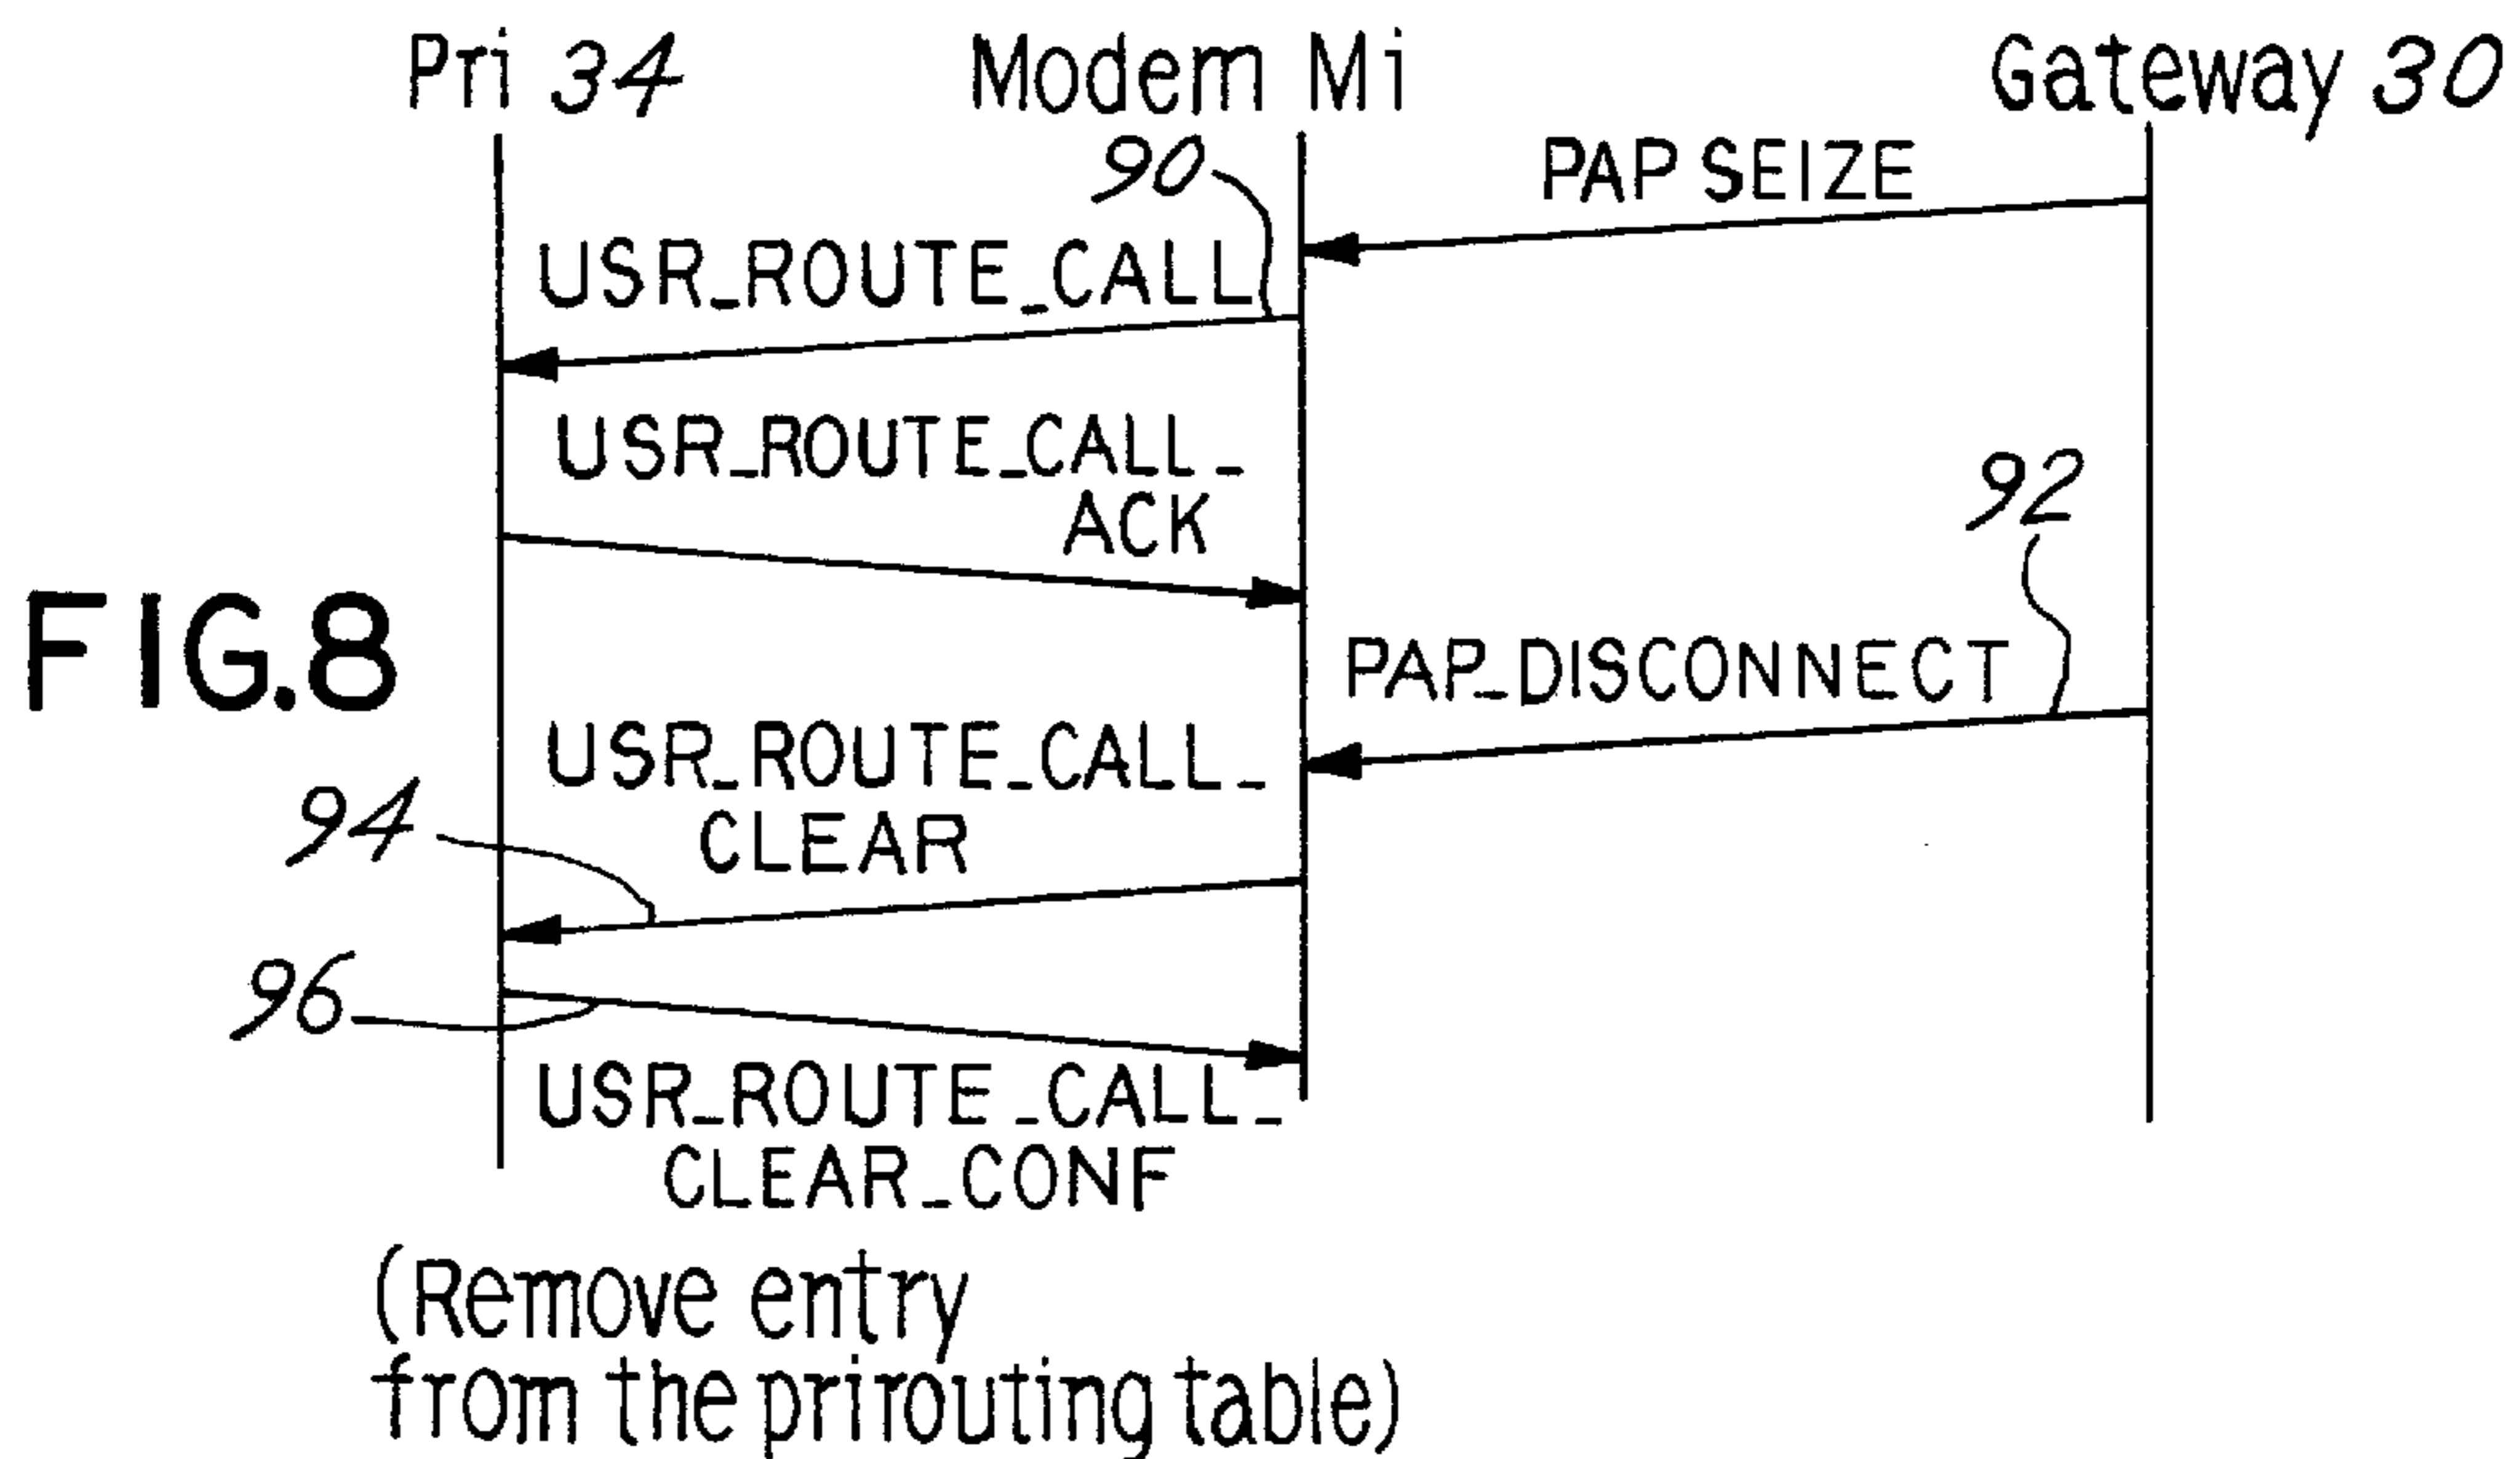 Pri 34 Modem Mi Gateway 30
90 PAP SEIZE
USR_ROUTE_CALL
USR_ROUTE_CALL_
ACK
92
FIG.8
PAP_DISCONNECT
USR_ROUTE_CALL_
CLEAR
94
96
USR_ROUTE_CALL_
CLEAR_CONF
(Remove entry
from the prirouting table)